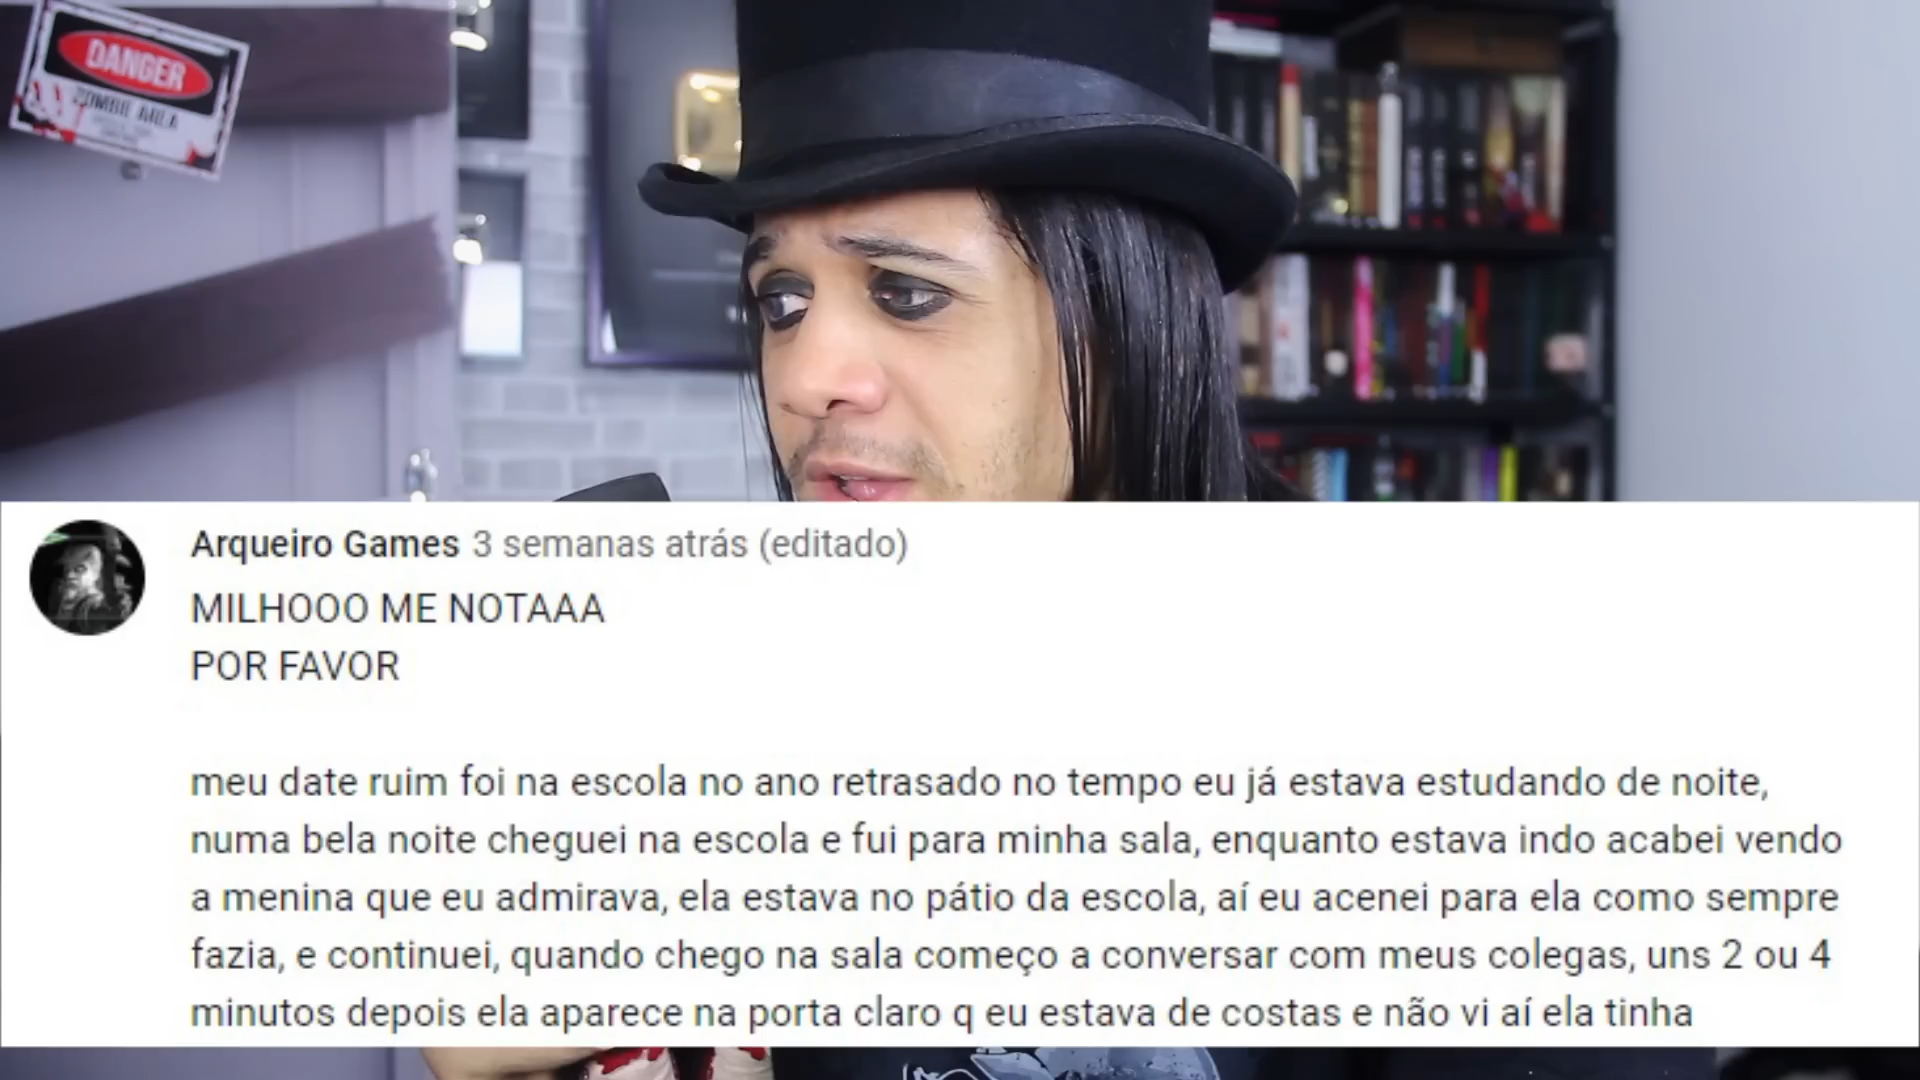 DANGER
ZOMBIE AREA
Arqueiro Games 3 semanas atrás (editado)
MILHOOO ME NOTAAA
POR FAVOR
meu date ruim foi na escola no ano retrasado no tempo eu já estava estudando de noite,
numa bela noite cheguei na escola e fui para minha sala, enquanto estava indo acabei vendo
a menina que eu admirava, ela estava no pátio da escola, aí eu acenei para ela como sempre
fazia, e continuei, quando chego na sala começo a conversar com meus colegas, uns 2 ou 4
minutos depois ela aparece na porta claro q eu estava de costas e não vi aí ela tinha